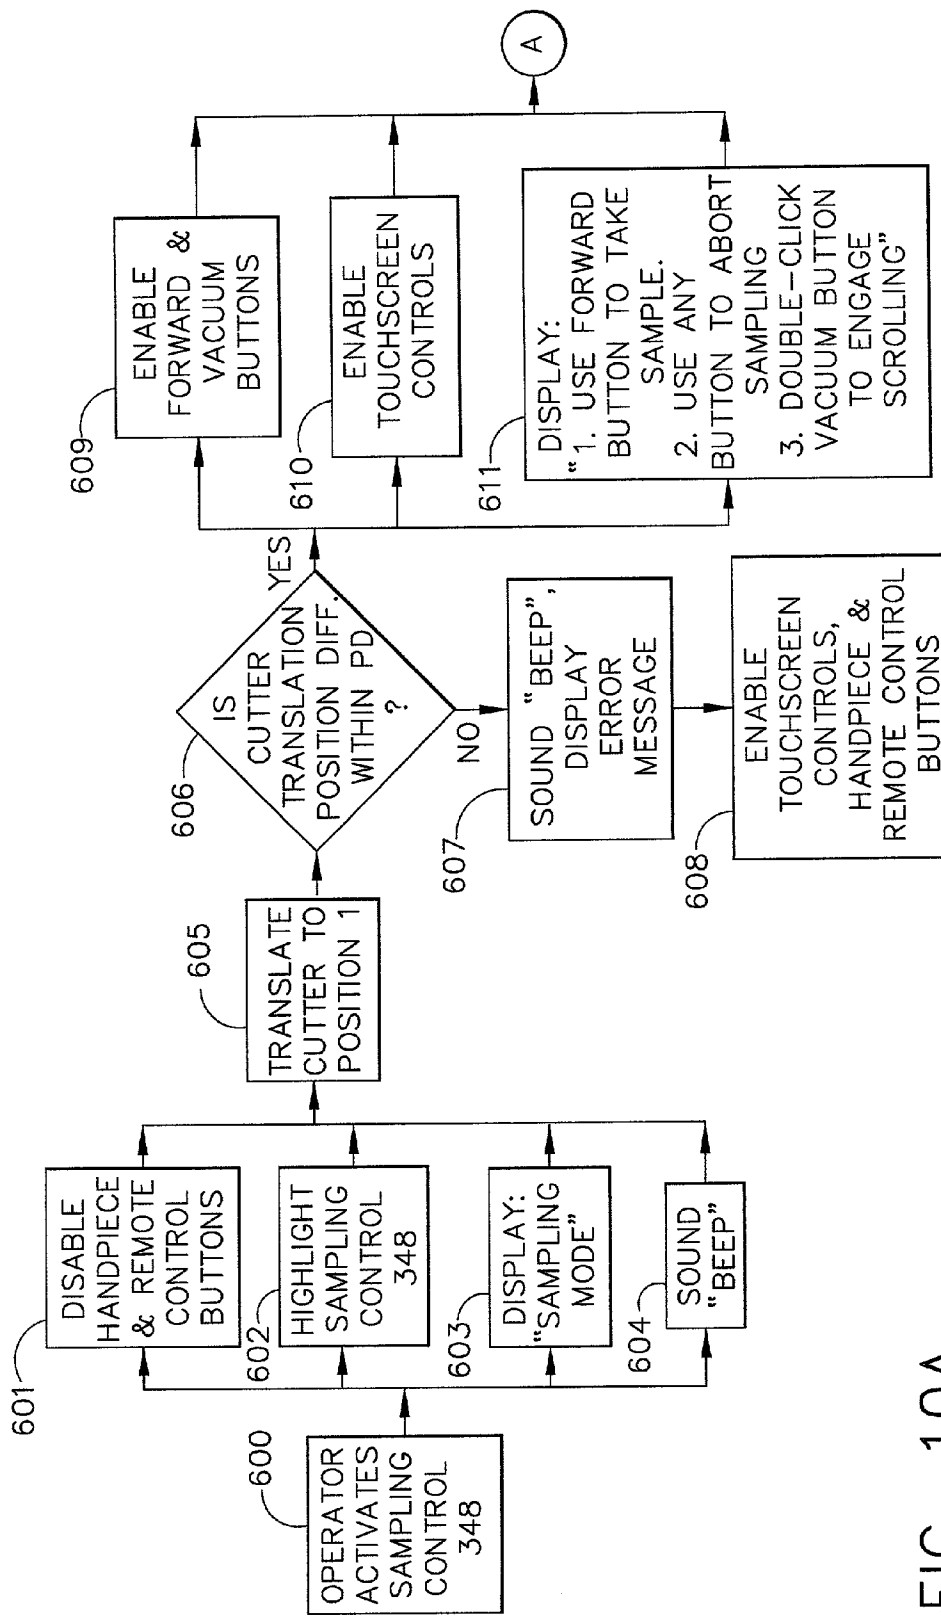 600
OPERATOR
ACTIVATES
SAMPLING
CONTROL
348
601
DISABLE
HANDPIECE
& REMOTE
CONTROL
BUTTONS
602
HIGHLIGHT
SAMPLING
CONTROL
348
603
DISPLAY:
“SAMPLING
MODE”
604
SOUND
“BEEP”
605
TRANSLATE
CUTTER TO
POSITION 1
606
IS
CUTTER
TRANSLATION
POSITION DIFF.
WITHIN PD
?
YES
NO
607
SOUND “BEEP”,
DISPLAY
ERROR
MESSAGE
608
ENABLE
TOUCHSCREEN
CONTROLS,
HANDPIECE &
REMOTE CONTROL
BUTTONS
609
ENABLE
FORWARD &
VACUUM
BUTTONS
610
ENABLE
TOUCHSCREEN
CONTROLS
611
DISPLAY:
“1. USE FORWARD
BUTTON TO TAKE
SAMPLE.
2. USE ANY
BUTTON TO ABORT
SAMPLING
3. DOUBLE–CLICK
VACUUM BUTTON
TO ENGAGE
SCROLLING”
A